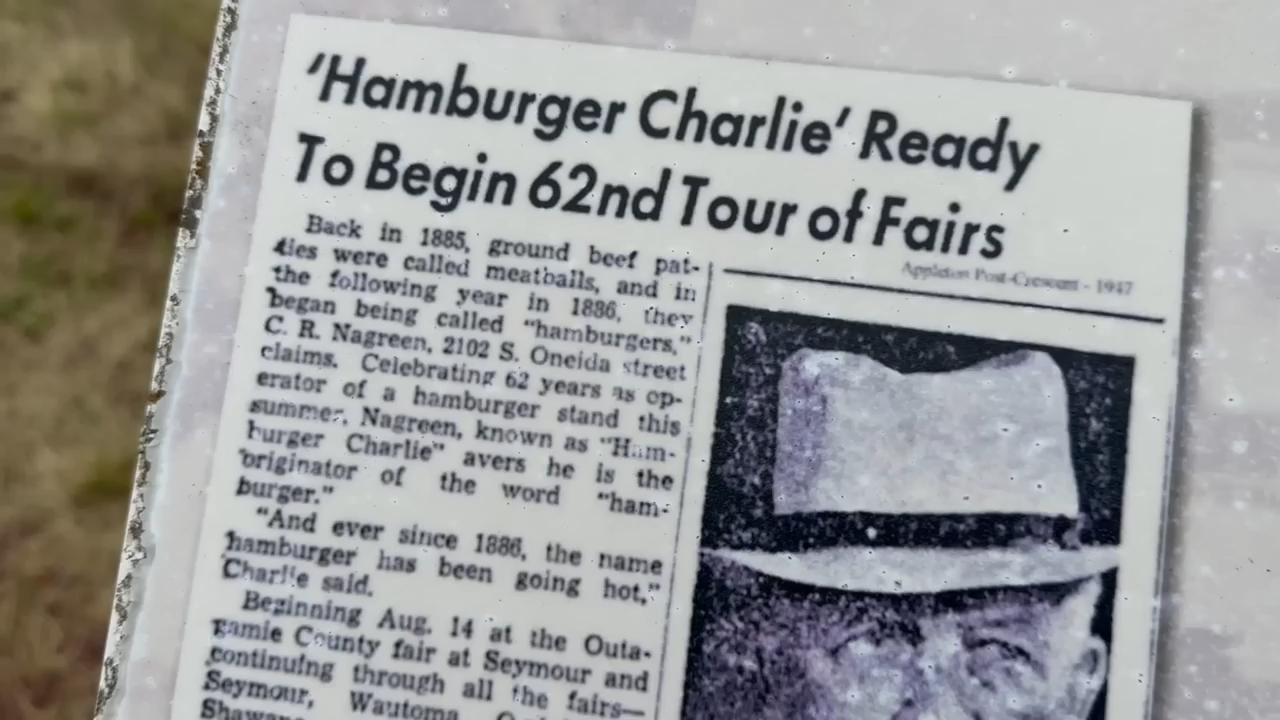 'Hamburger Charlie' Ready
To Begin 62nd Tour of Fairs
Appleton Post-Crescent - 1947
Back in 1885, ground beef pat-
ties were called meatballs, and in
the following year in 1886, they
began being called "hamburgers,"
C. R. Nagreen, 2102 S. Oneida street
claims. Celebrating 62 years as op-
erator of a hamburger stand this
summer, Nagreen, known as "Ham-
burger Charlie" avers he is the
originator of the word "ham-
burger."
"And ever since 1886, the name
hamburger has been going hot,"
Charlie said.
Beginning Aug. 14 at the Outa-
gamie County fair at Seymour and
continuing through all the fairs—
Seymour, Wautoma